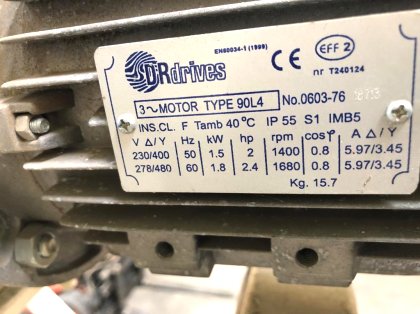 DRdrives
EN60034-1 (1999)
CE
EFF 2
nr T240124
3~MOTOR TYPE 90L4 No.0603-76
INS.CL. F Tamb 40°C IP 55 S1 IMB5
V Δ/Y Hz kW hp rpm cosφ A Δ/Y
230/400 50 1.5 2 1400 0.8 5.97/3.45
278/480 60 1.8 2.4 1680 0.8 5.97/3.45
Kg. 15.7